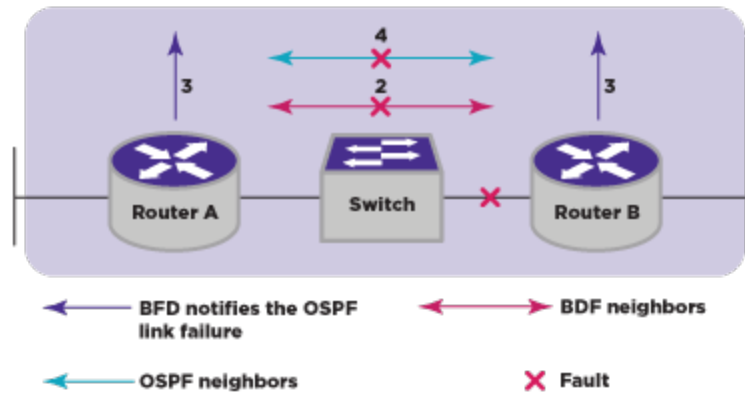 4
3
2
3
Router A
Switch
Router B
BFD notifies the OSPF
link failure
BDF neighbors
OSPF neighbors
Fault